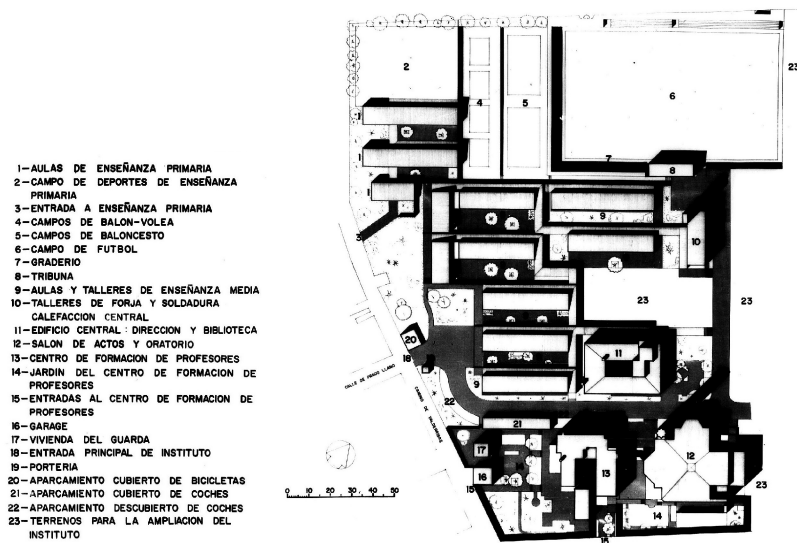 1-AULAS DE ENSEÑANZA PRIMARIA
2-CAMPO DE DEPORTES DE ENSEÑANZA
PRIMARIA
3-ENTRADA A ENSEÑANZA PRIMARIA
4-CAMPOS DE BALON-VOLEA
5-CAMPOS DE BALONCESTO
6-CAMPO DE FUTBOL
7-GRADERIO
8-TRIBUNA
9-AULAS Y TALLERES DE ENSEÑANZA MEDIA
10-TALLERES DE FORJA Y SOLDADURA
CALEFACCION CENTRAL
11-EDIFICIO CENTRAL: DIRECCION Y BIBLIOTECA
12-SALON DE ACTOS Y ORATORIO
13-CENTRO DE FORMACION DE PROFESORES
14-JARDIN DEL CENTRO DE FORMACION DE
PROFESORES
15-ENTRADAS AL CENTRO DE FORMACION DE
PROFESORES
16-GARAGE
17-VIVIENDA DEL GUARDA
18-ENTRADA PRINCIPAL DE INSTITUTO
19-PORTERIA
20-APARCAMIENTO CUBIERTO DE BICICLETAS
21-APARCAMIENTO CUBIERTO DE COCHES
22-APARCAMIENTO DESCUBIERTO DE COCHES
23-TERRENOS PARA LA AMPLIACION DEL
INSTITUTO
2
4
5
6
23
1
1
1
7
8
3
9
10
23
23
20
18
11
9
22
CALLE DE PRADO LLANO
21
17
16
15
13
12
23
14
15
0 10 20 30 40 50